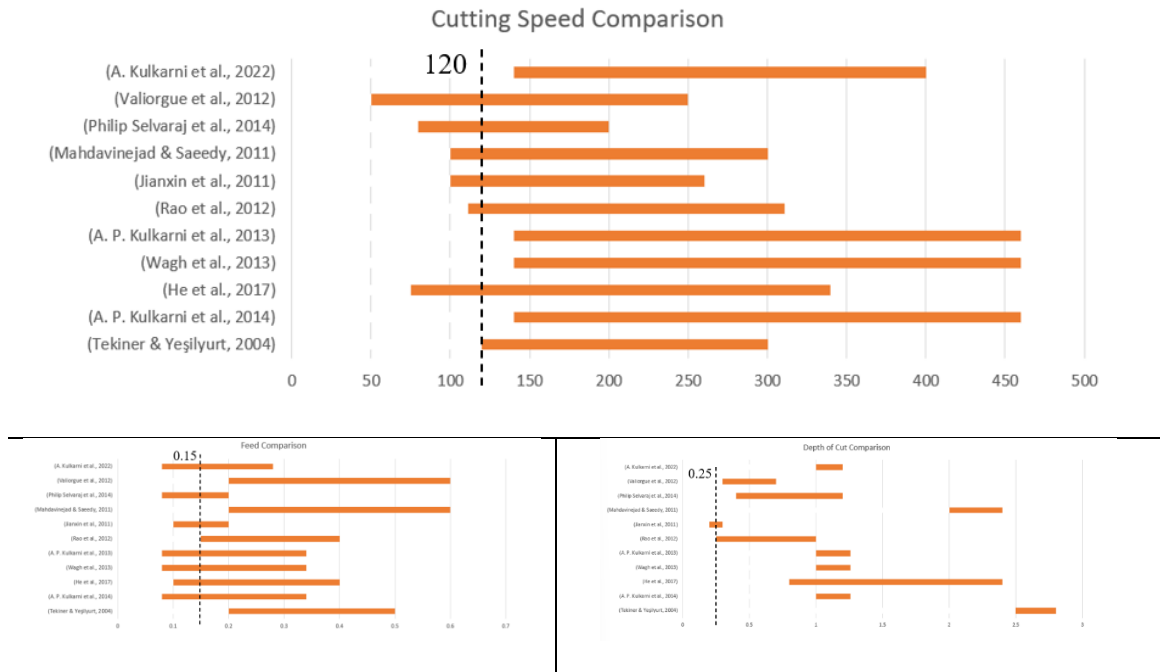 Cutting Speed Comparison
120
(A. Kulkarni et al., 2022)
(Valiorgue et al., 2012)
(Philip Selvaraj et al., 2014)
(Mahdavinejad & Saeedy, 2011)
(Jianxin et al., 2011)
(Rao et al., 2012)
(A. P. Kulkarni et al., 2013)
(Wagh et al., 2013)
(He et al., 2017)
(A. P. Kulkarni et al., 2014)
(Tekiner & Yeşilyurt, 2004)
0 50 100 150 200 250 300 350 400 460 500
Feed Comparison
0.15
(A. Kulkarni et al., 2022)
(Valiorgue et al., 2012)
(Philip Selvaraj et al., 2014)
(Mahdavinejad & Saeedy, 2011)
(Jianxin et al., 2011)
(Rao et al., 2012)
(A. P. Kulkarni et al., 2013)
(Wagh et al., 2013)
(He et al., 2017)
(A. P. Kulkarni et al., 2014)
(Tekiner & Yeşilyurt, 2004)
0 0.1 0.2 0.3 0.4 0.5 0.6 0.7
Depth of Cut Comparison
0.25
(A. Kulkarni et al., 2022)
(Valiorgue et al., 2012)
(Philip Selvaraj et al., 2014)
(Mahdavinejad & Saeedy, 2011)
(Jianxin et al., 2011)
(Rao et al., 2012)
(A. P. Kulkarni et al., 2013)
(Wagh et al., 2013)
(He et al., 2017)
(A. P. Kulkarni et al., 2014)
(Tekiner & Yeşilyurt, 2004)
0 0.5 1 1.5 2 2.5 3